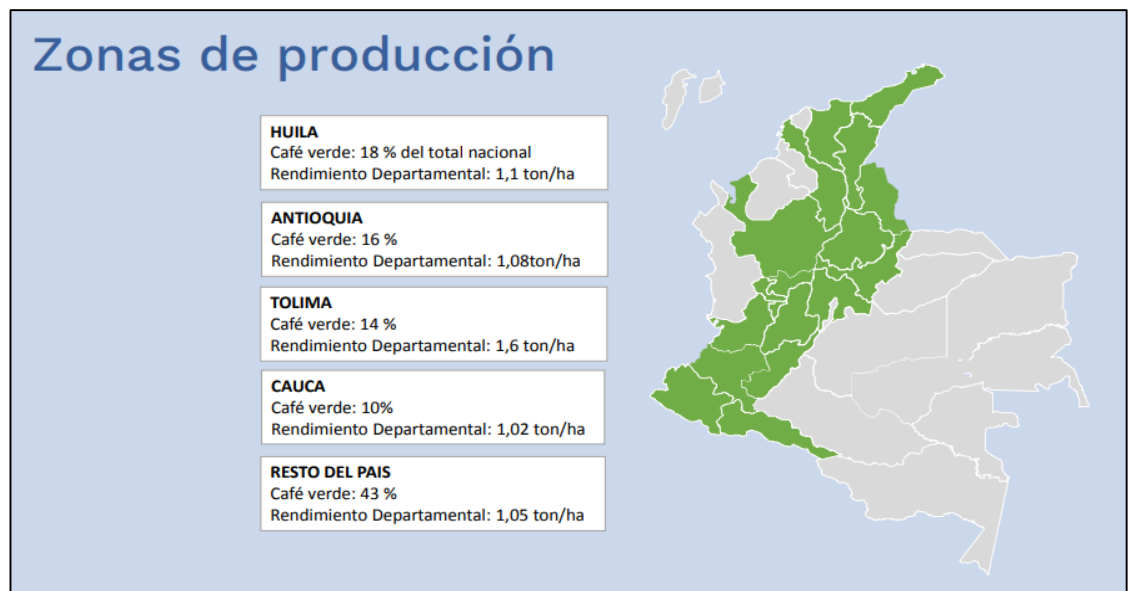 Zonas de producción
HUILA
Café verde: 18 % del total nacional
Rendimiento Departamental: 1,1 ton/ha
ANTIOQUIA
Café verde: 16 %
Rendimiento Departamental: 1,08ton/ha
TOLIMA
Café verde: 14 %
Rendimiento Departamental: 1,6 ton/ha
CAUCA
Café verde: 10%
Rendimiento Departamental: 1,02 ton/ha
RESTO DEL PAIS
Café verde: 43 %
Rendimiento Departamental: 1,05 ton/ha